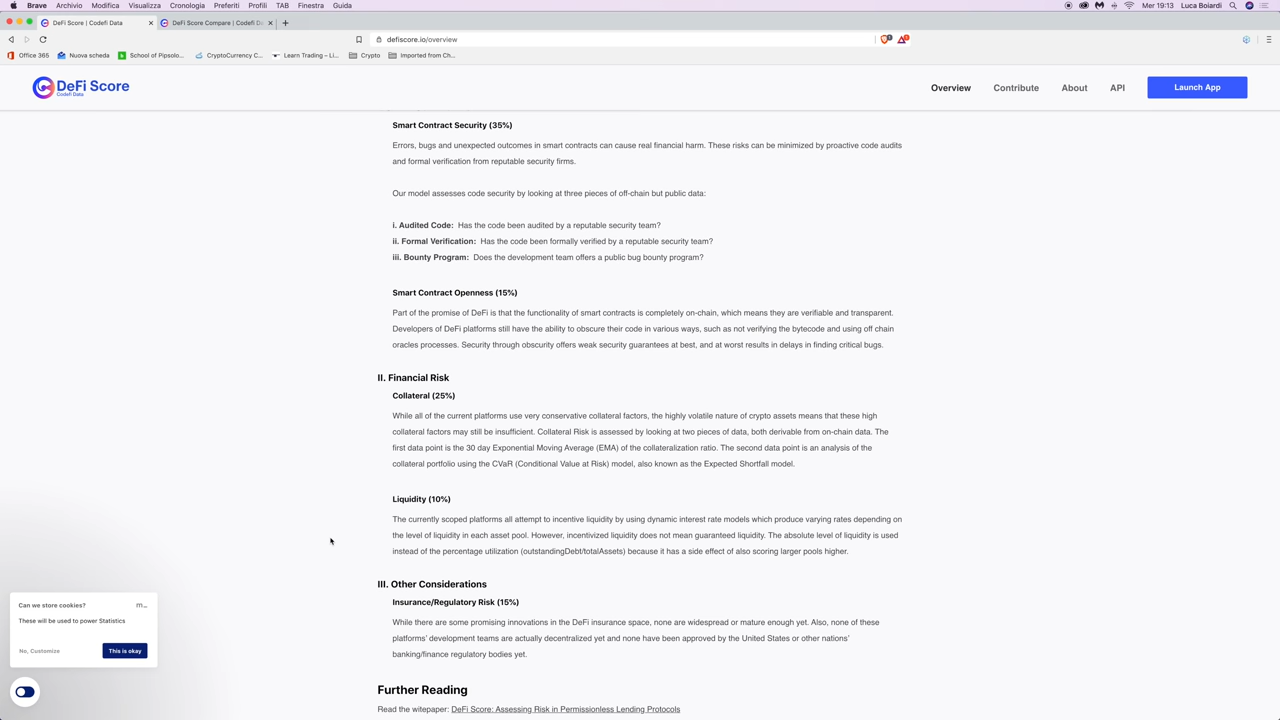 Brave Archivio Modifica Visualizza Cronologia Preferiti Profili TAB Finestra Guida Mer 19:13 Luca Boiardi
DeFi Score | Codefi Data DeFi Score Compare | Codefi Da
defiscore.io/overview
Office 365 Nuova scheda School of Pipsolo... CryptoCurrency C... Learn Trading – Li... Crypto Imported from Ch...
DeFi Score
Codefi Data
Overview Contribute About API Launch App
Smart Contract Security (35%)
Errors, bugs and unexpected outcomes in smart contracts can cause real financial harm. These risks can be minimized by proactive code audits
and formal verification from reputable security firms.
Our model assesses code security by looking at three pieces of off-chain but public data:
i. Audited Code: Has the code been audited by a reputable security team?
ii. Formal Verification: Has the code been formally verified by a reputable security team?
iii. Bounty Program: Does the development team offers a public bug bounty program?
Smart Contract Openness (15%)
Part of the promise of DeFi is that the functionality of smart contracts is completely on-chain, which means they are verifiable and transparent.
Developers of DeFi platforms still have the ability to obscure their code in various ways, such as not verifying the bytecode and using off chain
oracles processes. Security through obscurity offers weak security guarantees at best, and at worst results in delays in finding critical bugs.
II. Financial Risk
Collateral (25%)
While all of the current platforms use very conservative collateral factors, the highly volatile nature of crypto assets means that these high
collateral factors may still be insufficient. Collateral Risk is assessed by looking at two pieces of data, both derivable from on-chain data. The
first data point is the 30 day Exponential Moving Average (EMA) of the collateralization ratio. The second data point is an analysis of the
collateral portfolio using the CVaR (Conditional Value at Risk) model, also known as the Expected Shortfall model.
Liquidity (10%)
The currently scoped platforms all attempt to incentive liquidity by using dynamic interest rate models which produce varying rates depending on
the level of liquidity in each asset pool. However, incentivized liquidity does not mean guaranteed liquidity. The absolute level of liquidity is used
instead of the percentage utilization (outstandingDebt/totalAssets) because it has a side effect of also scoring larger pools higher.
III. Other Considerations
Insurance/Regulatory Risk (15%)
While there are some promising innovations in the DeFi insurance space, none are widespread or mature enough yet. Also, none of these
platforms' development teams are actually decentralized yet and none have been approved by the United States or other nations'
banking/finance regulatory bodies yet.
Can we store cookies? m...
These will be used to power Statistics
No, Customize This is okay
Further Reading
Read the witepaper: DeFi Score: Assessing Risk in Permissionless Lending Protocols